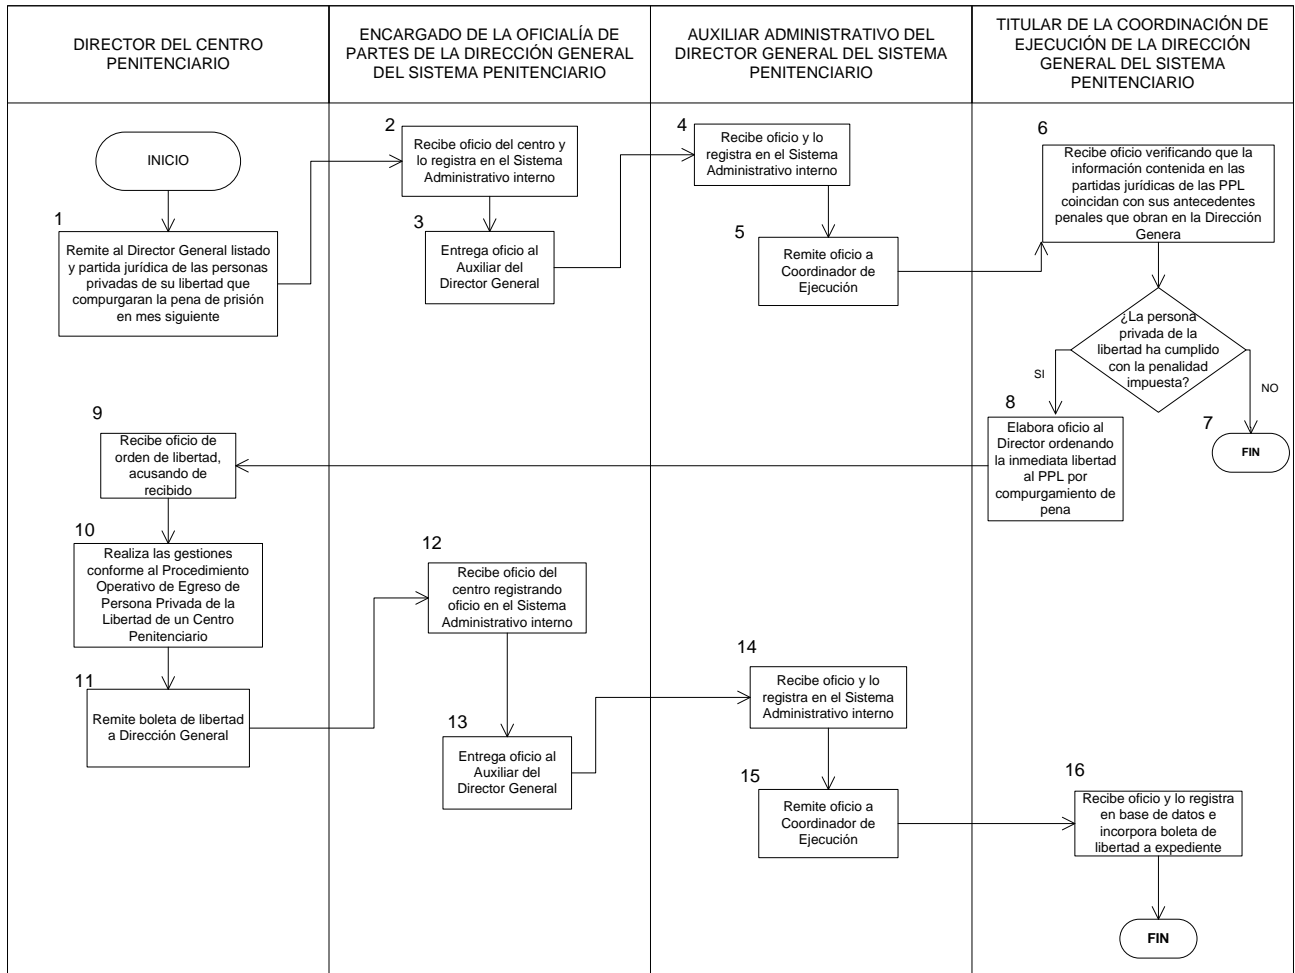 DIRECTOR DEL CENTRO
PENITENCIARIO
ENCARGADO DE LA OFICIALÍA DE
PARTES DE LA DIRECCIÓN GENERAL
DEL SISTEMA PENITENCIARIO
AUXILIAR ADMINISTRATIVO DEL
DIRECTOR GENERAL DEL SISTEMA
PENITENCIARIO
TITULAR DE LA COORDINACIÓN DE
EJECUCIÓN DE LA DIRECCIÓN
GENERAL DEL SISTEMA
PENITENCIARIO
INICIO
1
Remite al Director General listado
y partida jurídica de las personas
privadas de su libertad que
compurgaran la pena de prisión
en mes siguiente
2
Recibe oficio del centro y
lo registra en el Sistema
Administrativo interno
3
Entrega oficio al
Auxiliar del
Director General
4
Recibe oficio y lo
registra en el Sistema
Administrativo interno
5
Remite oficio a
Coordinador de
Ejecución
6
Recibe oficio verificando que la
información contenida en las
partidas jurídicas de las PPL
coincidan con sus antecedentes
penales que obran en la Dirección
Genera
¿La persona
privada de la
libertad ha cumplido
con la penalidad
impuesta?
SI
NO
7
FIN
8
Elabora oficio al
Director ordenando
la inmediata libertad
al PPL por
compurgamiento de
pena
9
Recibe oficio de
orden de libertad,
acusando de
recibido
10
Realiza las gestiones
conforme al Procedimiento
Operativo de Egreso de
Persona Privada de la
Libertad de un Centro
Penitenciario
11
Remite boleta de libertad
a Dirección General
12
Recibe oficio del
centro registrando
oficio en el Sistema
Administrativo interno
13
Entrega oficio al
Auxiliar del
Director General
14
Recibe oficio y lo
registra en el Sistema
Administrativo interno
15
Remite oficio a
Coordinador de
Ejecución
16
Recibe oficio y lo registra
en base de datos e
incorpora boleta de
libertad a expediente
FIN